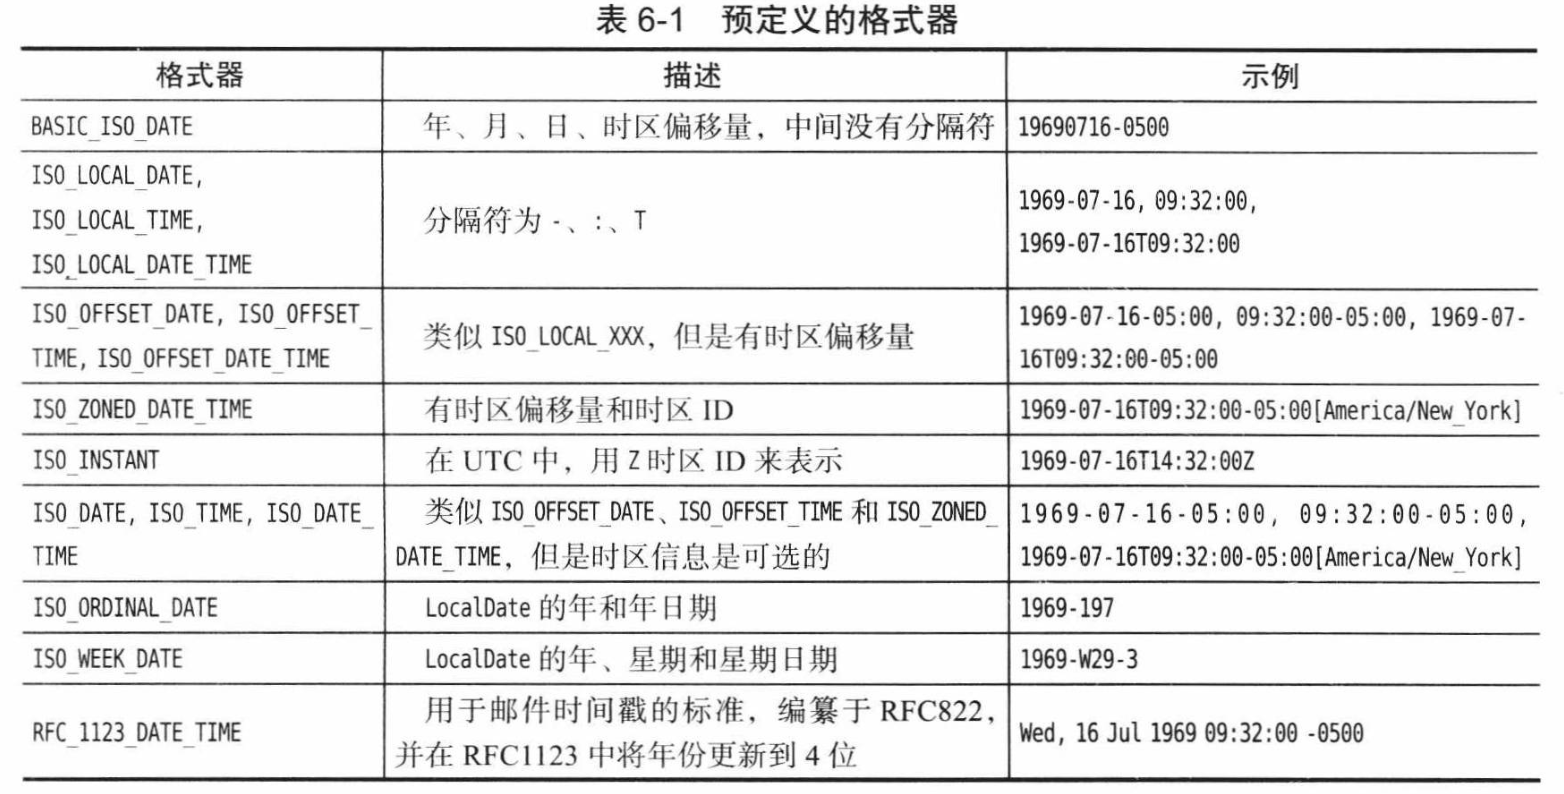 表 6-1 预定义的格式器
格式器 描述 示例
BASIC_ISO_DATE 年、月、日、时区偏移量，中间没有分隔符 19690716-0500
ISO_LOCAL_DATE,
ISO_LOCAL_TIME,
ISO_LOCAL_DATE_TIME
分隔符为 -、:、T
1969-07-16, 09:32:00,
1969-07-16T09:32:00
ISO_OFFSET_DATE, ISO_OFFSET_
TIME, ISO_OFFSET_DATE_TIME
类似 ISO_LOCAL_XXX，但是有时区偏移量
1969-07-16-05:00, 09:32:00-05:00, 1969-07-
16T09:32:00-05:00
ISO_ZONED_DATE_TIME 有时区偏移量和时区 ID 1969-07-16T09:32:00-05:00[America/New_York]
ISO_INSTANT 在 UTC 中，用 Z 时区 ID 来表示 1969-07-16T14:32:00Z
ISO_DATE, ISO_TIME, ISO_DATE_
TIME
类似 ISO_OFFSET_DATE、ISO_OFFSET_TIME 和 ISO_ZONED_
DATE_TIME，但是时区信息是可选的
1969-07-16-05:00, 09:32:00-05:00,
1969-07-16T09:32:00-05:00[America/New_York]
ISO_ORDINAL_DATE LocalDate 的年和年日期 1969-197
ISO_WEEK_DATE LocalDate 的年、星期和星期日期 1969-W29-3
RFC_1123_DATE_TIME
用于邮件时间戳的标准，编纂于 RFC822，
并在 RFC1123 中将年份更新到 4 位
Wed, 16 Jul 1969 09:32:00 -0500